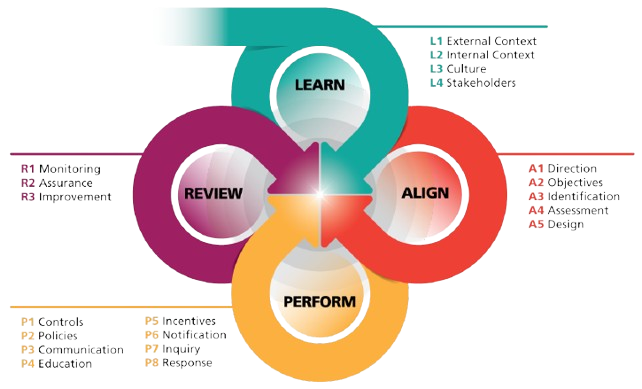 LEARN
L1 External Context
L2 Internal Context
L3 Culture
L4 Stakeholders
REVIEW
R1 Monitoring
R2 Assurance
R3 Improvement
ALIGN
A1 Direction
A2 Objectives
A3 Identification
A4 Assessment
A5 Design
PERFORM
P1 Controls
P2 Policies
P3 Communication
P4 Education
P5 Incentives
P6 Notification
P7 Inquiry
P8 Response